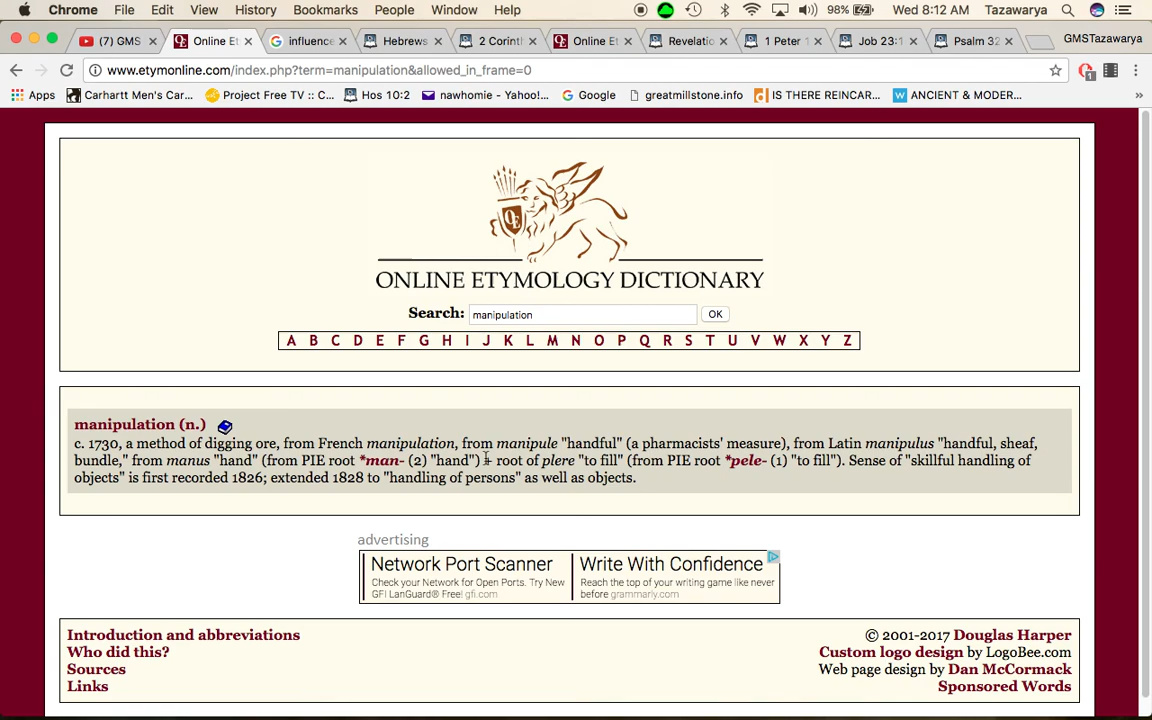 Chrome File Edit View History Bookmarks People Window Help 98% Wed 8:12 AM Tazawarya
(7) GMS Online Et influence Hebrews 2 Corinth Online Et Revelatio 1 Peter 1 Job 23:1 Psalm 32 GMSTazawarya
www.etymonline.com/index.php?term=manipulation&allowed_in_frame=0
Apps Carhartt Men's Car... Project Free TV :: C... Hos 10:2 nawhomie - Yahoo!... Google greatmillstone.info IS THERE REINCAR... ANCIENT & MODER... »
OE
ONLINE ETYMOLOGY DICTIONARY
Search: manipulation OK
A B C D E F G H I J K L M N O P Q R S T U V W X Y Z
manipulation (n.)
c. 1730, a method of digging ore, from French manipulation, from manipule "handful" (a pharmacists' measure), from Latin manipulus "handful, sheaf,
bundle," from manus "hand" (from PIE root *man- (2) "hand") + root of plere "to fill" (from PIE root *pele- (1) "to fill"). Sense of "skillful handling of
objects" is first recorded 1826; extended 1828 to "handling of persons" as well as objects.
advertising
Network Port Scanner
Check your Network for Open Ports. Try New
GFI LanGuard® Free! gfi.com
Write With Confidence
Reach the top of your writing game like never
before grammarly.com
Introduction and abbreviations
Who did this?
Sources
Links
© 2001-2017 Douglas Harper
Custom logo design by LogoBee.com
Web page design by Dan McCormack
Sponsored Words